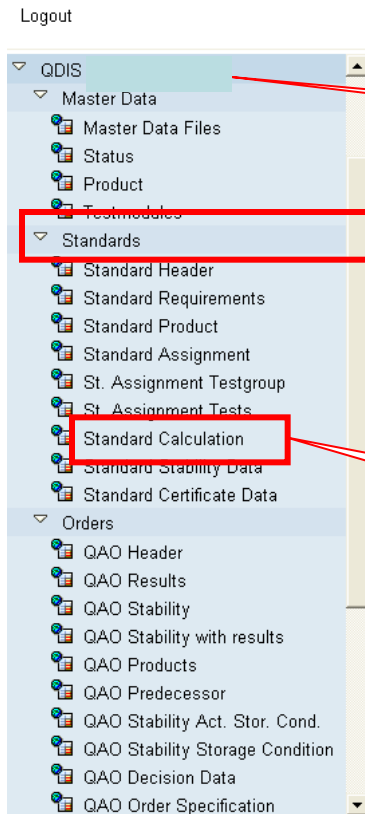 Logout
QDIS
Master Data
Master Data Files
Status
Product
Testmodules
Standards
Standard Header
Standard Requirements
Standard Product
Standard Assignment
St. Assignment Testgroup
St. Assignment Tests
Standard Calculation
Standard Stability Data
Standard Certificate Data
Orders
QAO Header
QAO Results
QAO Stability
QAO Stability with results
QAO Products
QAO Predecessor
QAO Stability Act. Stor. Cond.
QAO Stability Storage Condition
QAO Decision Data
QAO Order Specification